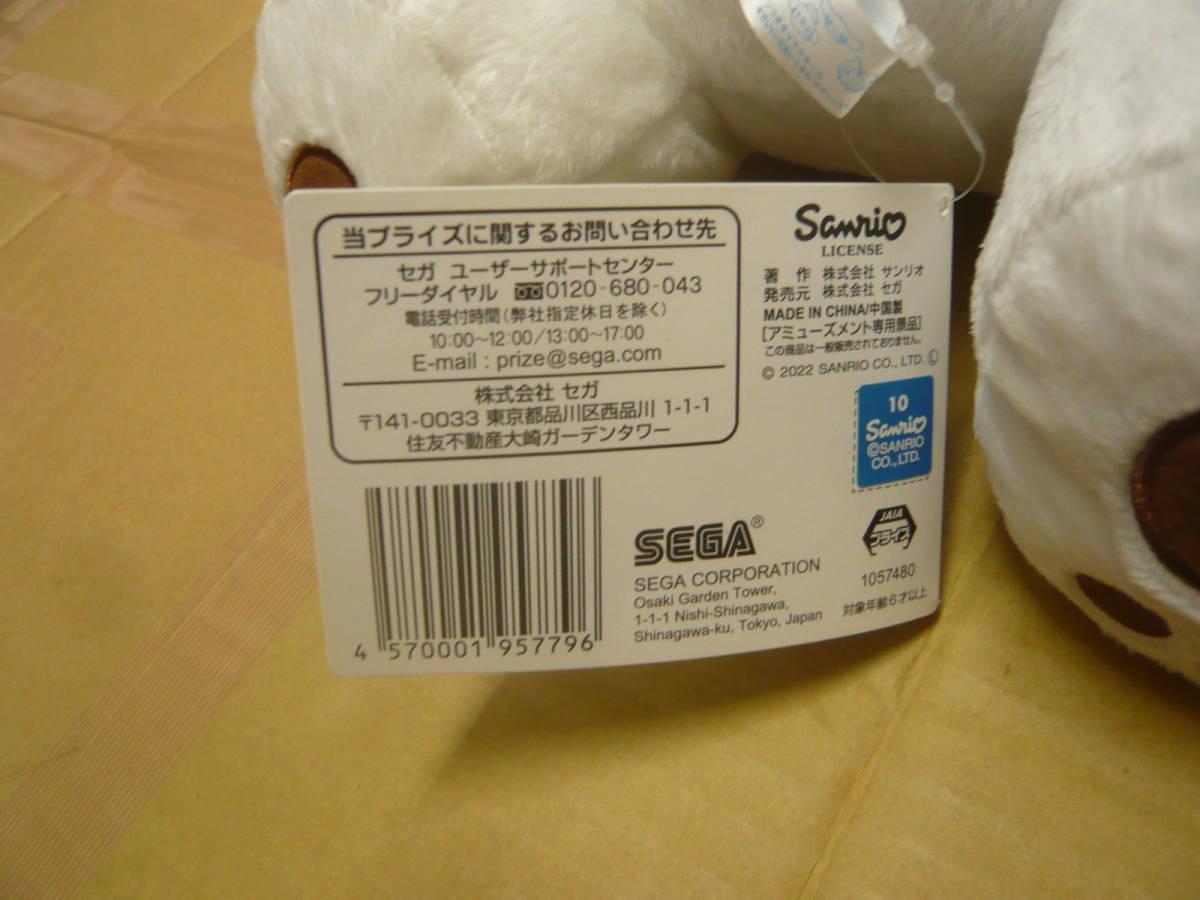 当プライズに関するお問い合わせ先
セガ ユーザーサポートセンター
フリーダイヤル 0120-680-043
電話受付時間(弊社指定休日を除く)
10:00〜12:00/13:00〜17:00
E-mail : prize@sega.com
株式会社 セガ
〒141-0033 東京都品川区西品川 1-1-1
住友不動産大崎ガーデンタワー
4 570001 957796
Sanrio
LICENSE
著 作 株式会社 サンリオ
発売元 株式会社 セガ
MADE IN CHINA/中国製
[アミューズメント専用景品]
この商品は一般販売されておりません。
© 2022 SANRIO CO., LTD. Ⓛ
10
Sanrio
©SANRIO
CO.,LTD.
SEGA®
SEGA CORPORATION
Osaki Garden Tower,
1-1-1 Nishi-Shinagawa,
Shinagawa-ku, Tokyo, Japan
JAIA
プライズ
1057480
対象年齢6才以上